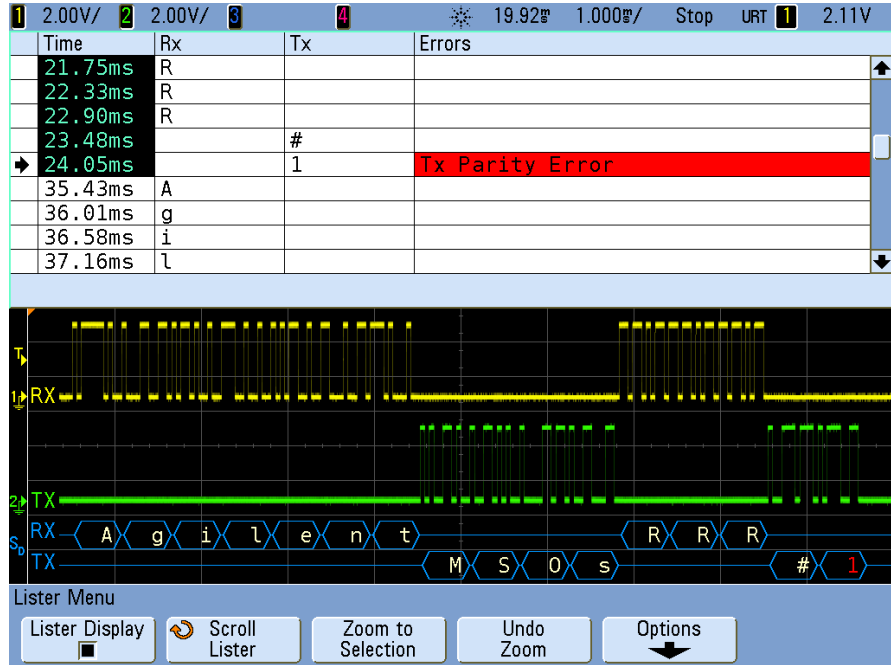 1 2.00V/ 2 2.00V/ 3 4 19.92ms 1.000ms/ Stop URT 1 2.11V
Time Rx Tx Errors
21.75ms R
22.33ms R
22.90ms R
23.48ms #
24.05ms 1 Tx Parity Error
35.43ms A
36.01ms g
36.58ms i
37.16ms l
T
1 RX
2 TX
RX A g i l e n t R R R
SD
TX M S O s # 1
Lister Menu
Lister Display Scroll Lister Zoom to Selection Undo Zoom Options